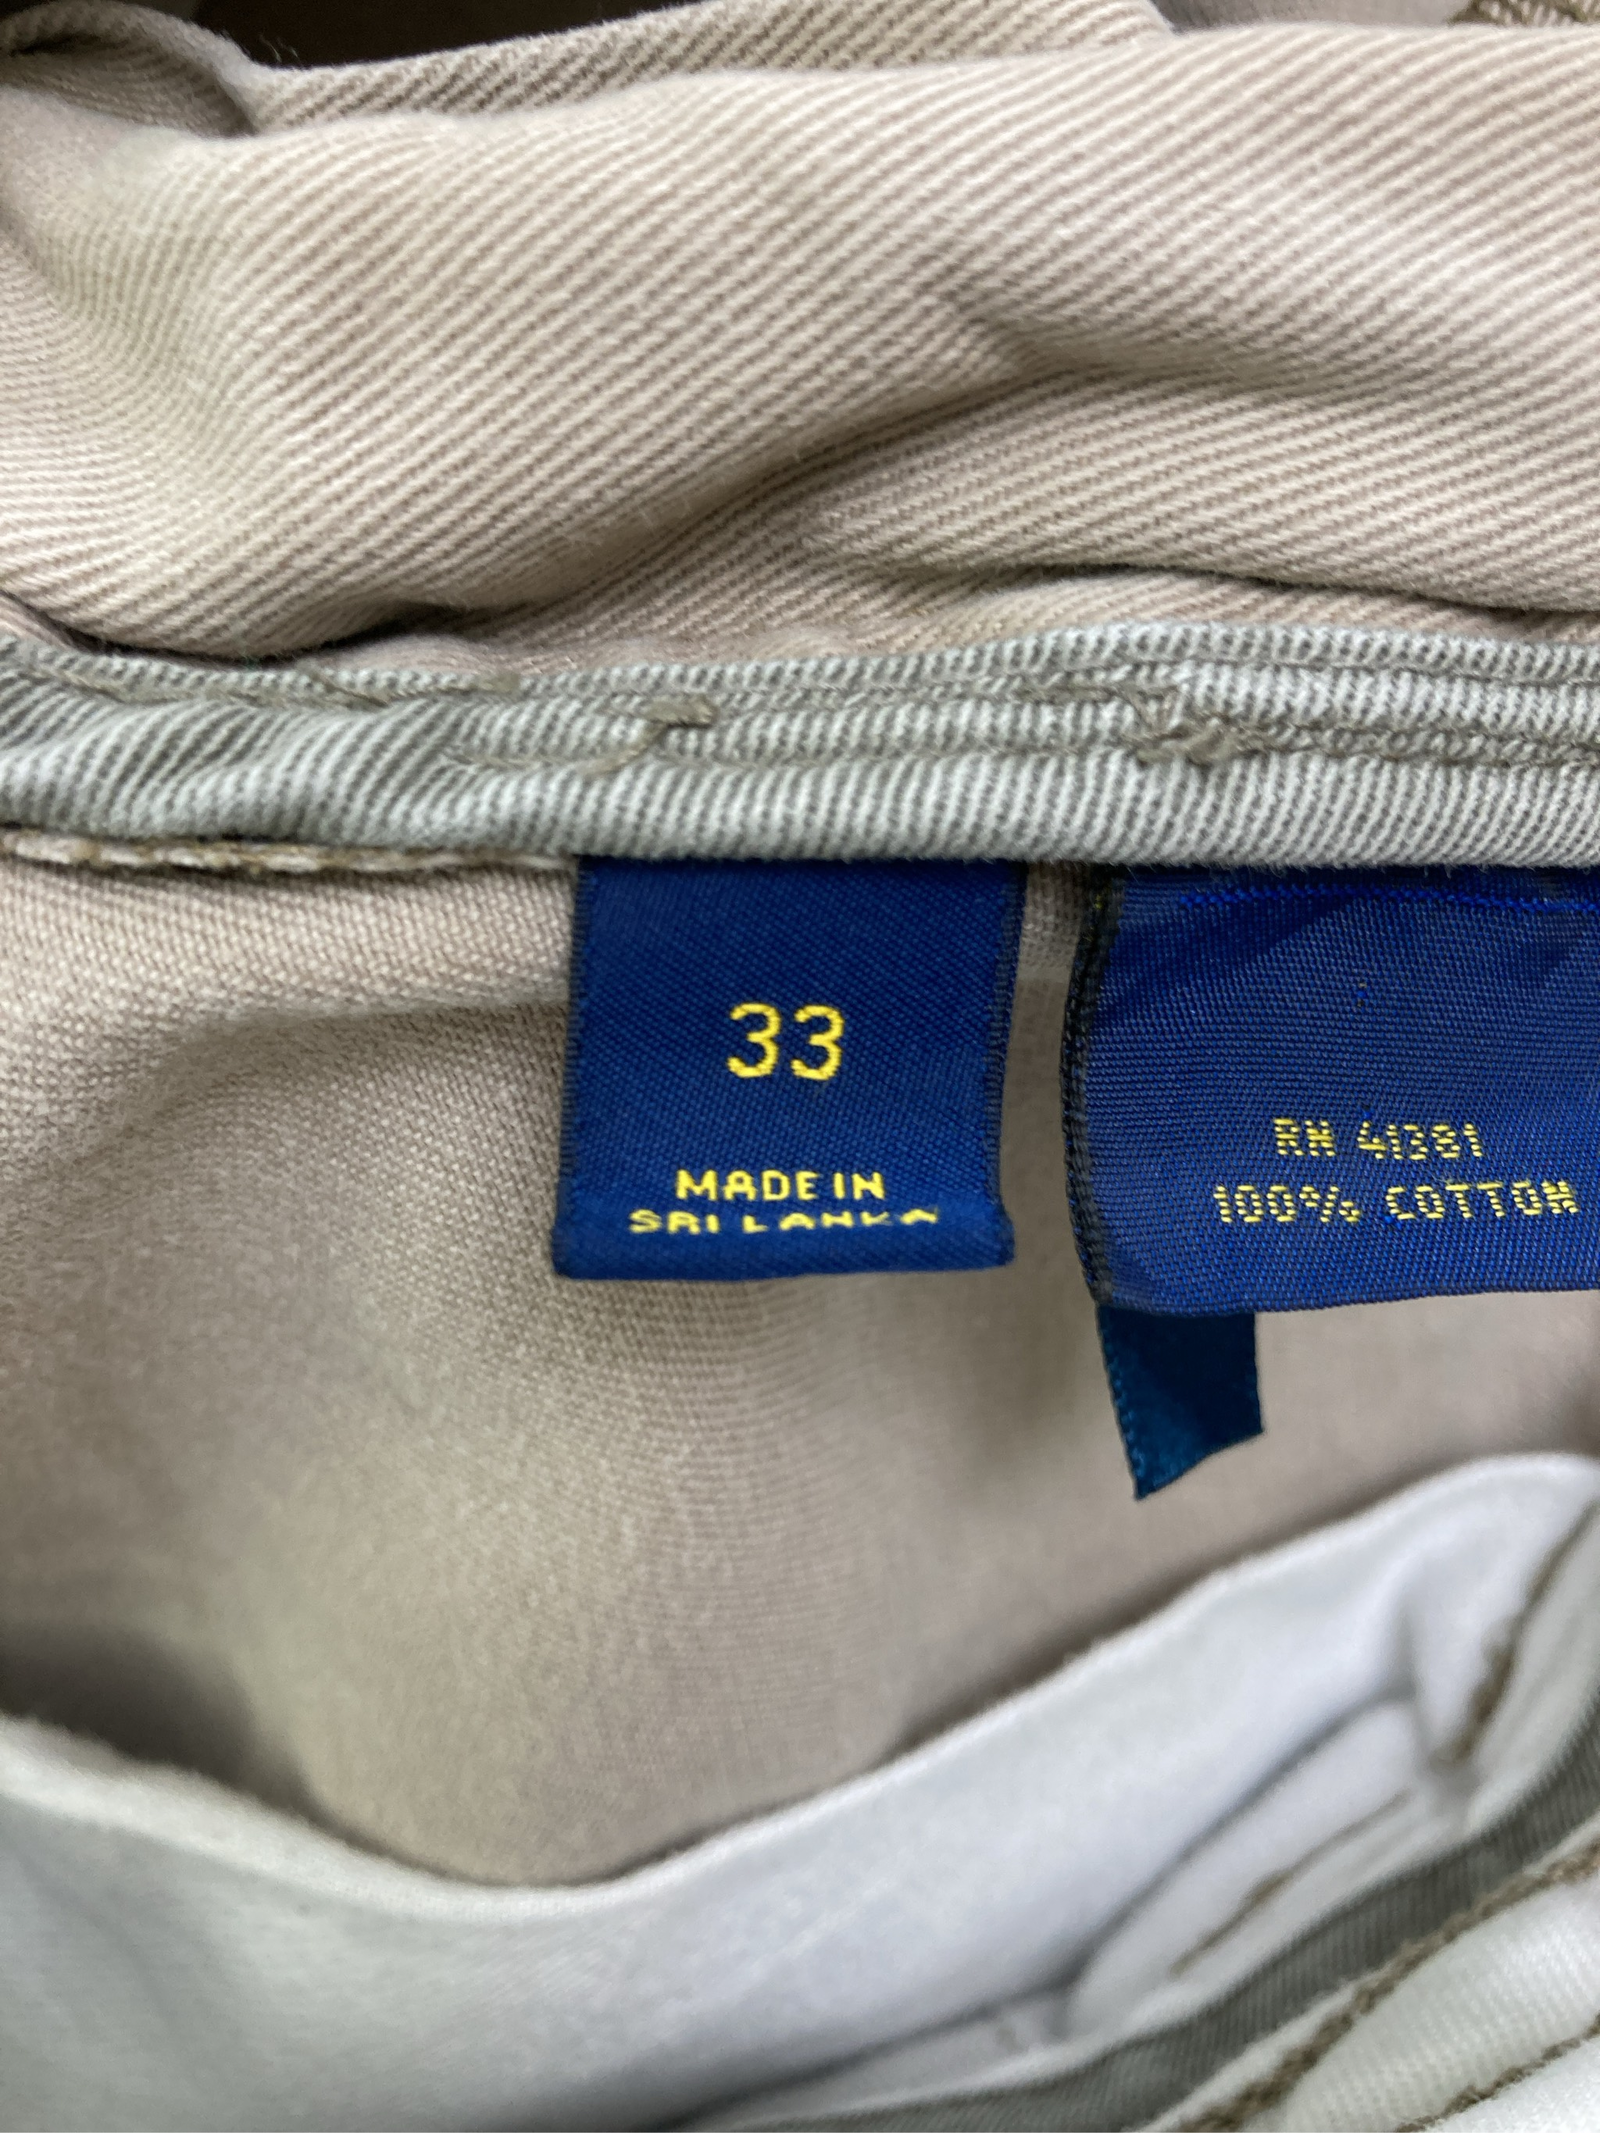 33
MADE IN
SRI LANKA
RN 41381
100% COTTON